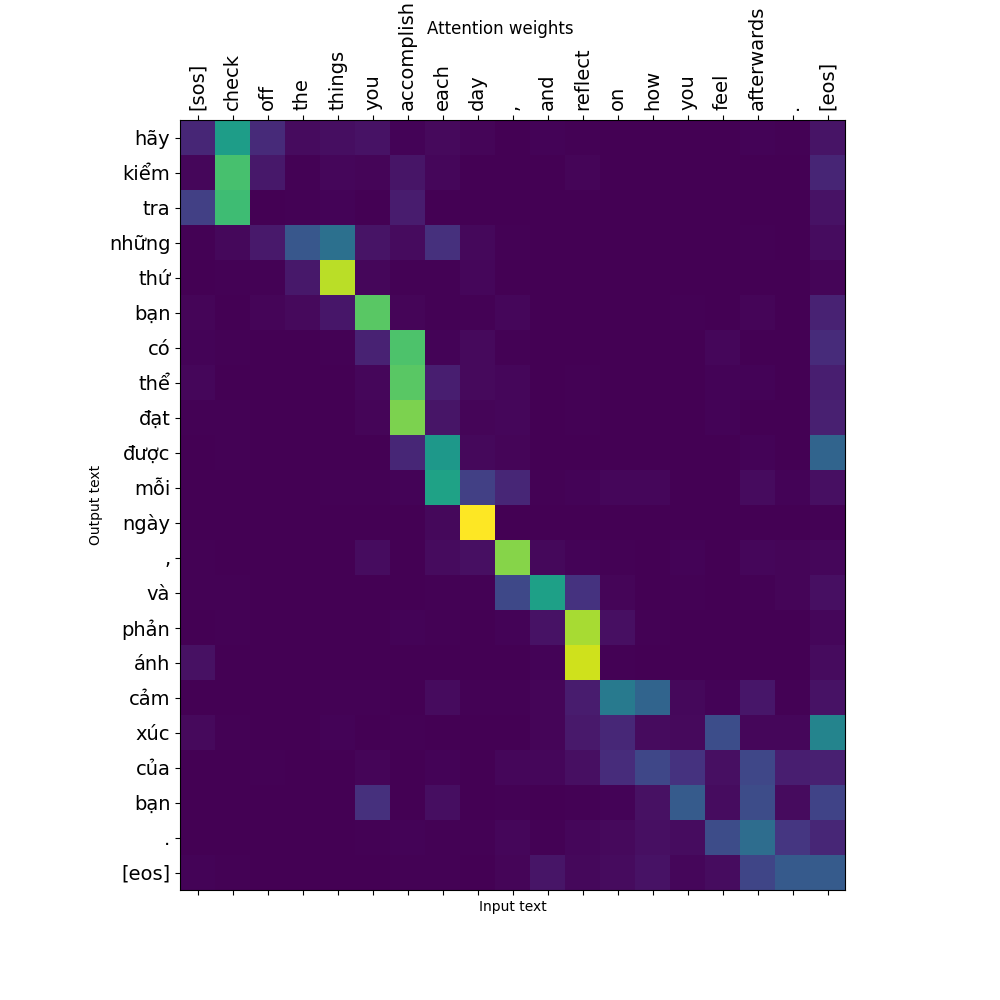 Attention weights
[sos] check off the things you accomplish each day , and reflect on how you feel afterwards . [eos]
hãy
kiểm
tra
những
thứ
bạn
có
thể
đạt
được
mỗi
ngày
,
và
phản
ánh
cảm
xúc
của
bạn
.
[eos]
Output text
Input text